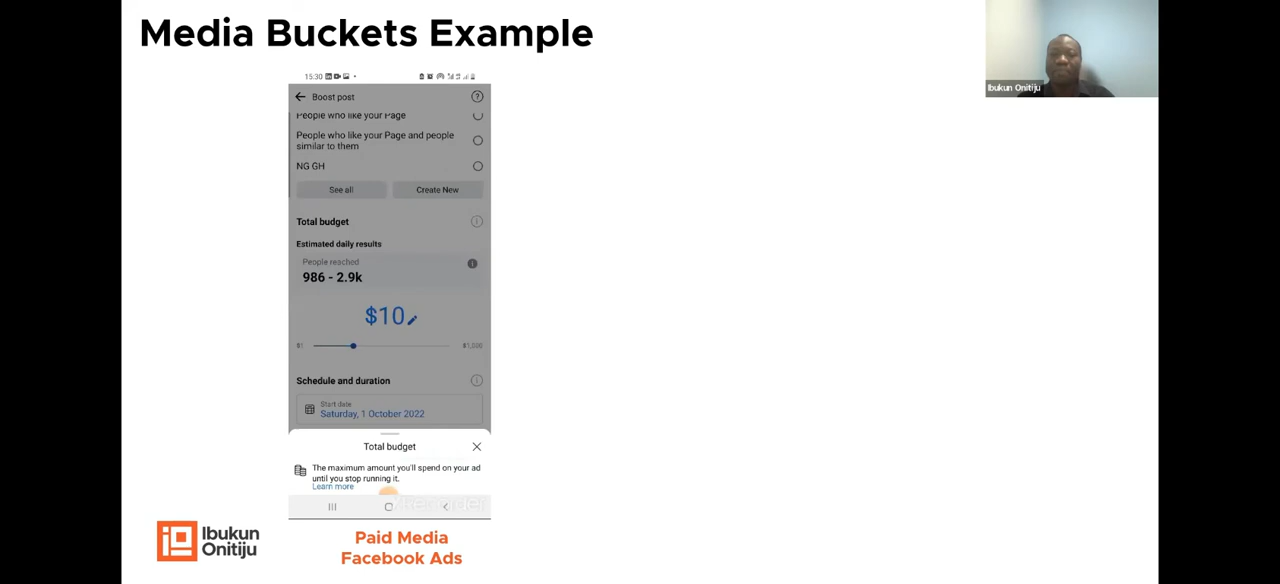 Media Buckets Example
Ibukun Onitiju
15:30
Boost post
People who like your Page
People who like your Page and people
similar to them
NG GH
See all
Create New
Total budget
Estimated daily results
People reached
986 - 2.9k
$10
Schedule and duration
Start date
Saturday, 1 October 2022
Total budget
The maximum amount you'll spend on your ad
until you stop running it.
Learn more
Ibukun
Onitiju
Paid Media
Facebook Ads